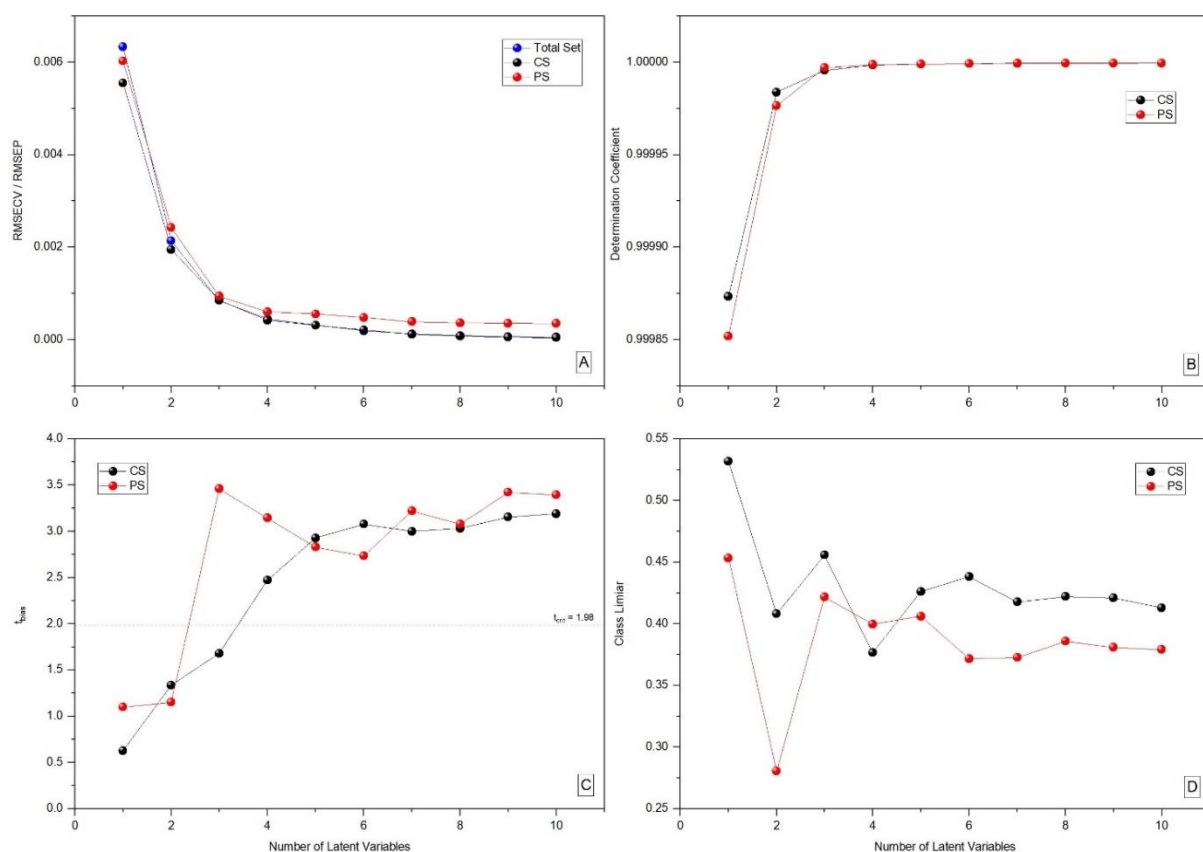 RMSECV / RMSEP
0.006
0.004
0.002
0.000
Total Set
CS
PS
A
0 2 4 6 8 10
Determination Coefficient
1.00000
0.99995
0.99990
0.99985
CS
PS
B
0 2 4 6 8 10
t bias
4.0
3.5
3.0
2.5
2.0
1.5
1.0
0.5
0.0
CS
PS
t crit = 1.98
C
0 2 4 6 8 10
Number of Latent Variables
Class Limiar
0.55
0.50
0.45
0.40
0.35
0.30
0.25
CS
PS
D
0 2 4 6 8 10
Number of Latent Variables